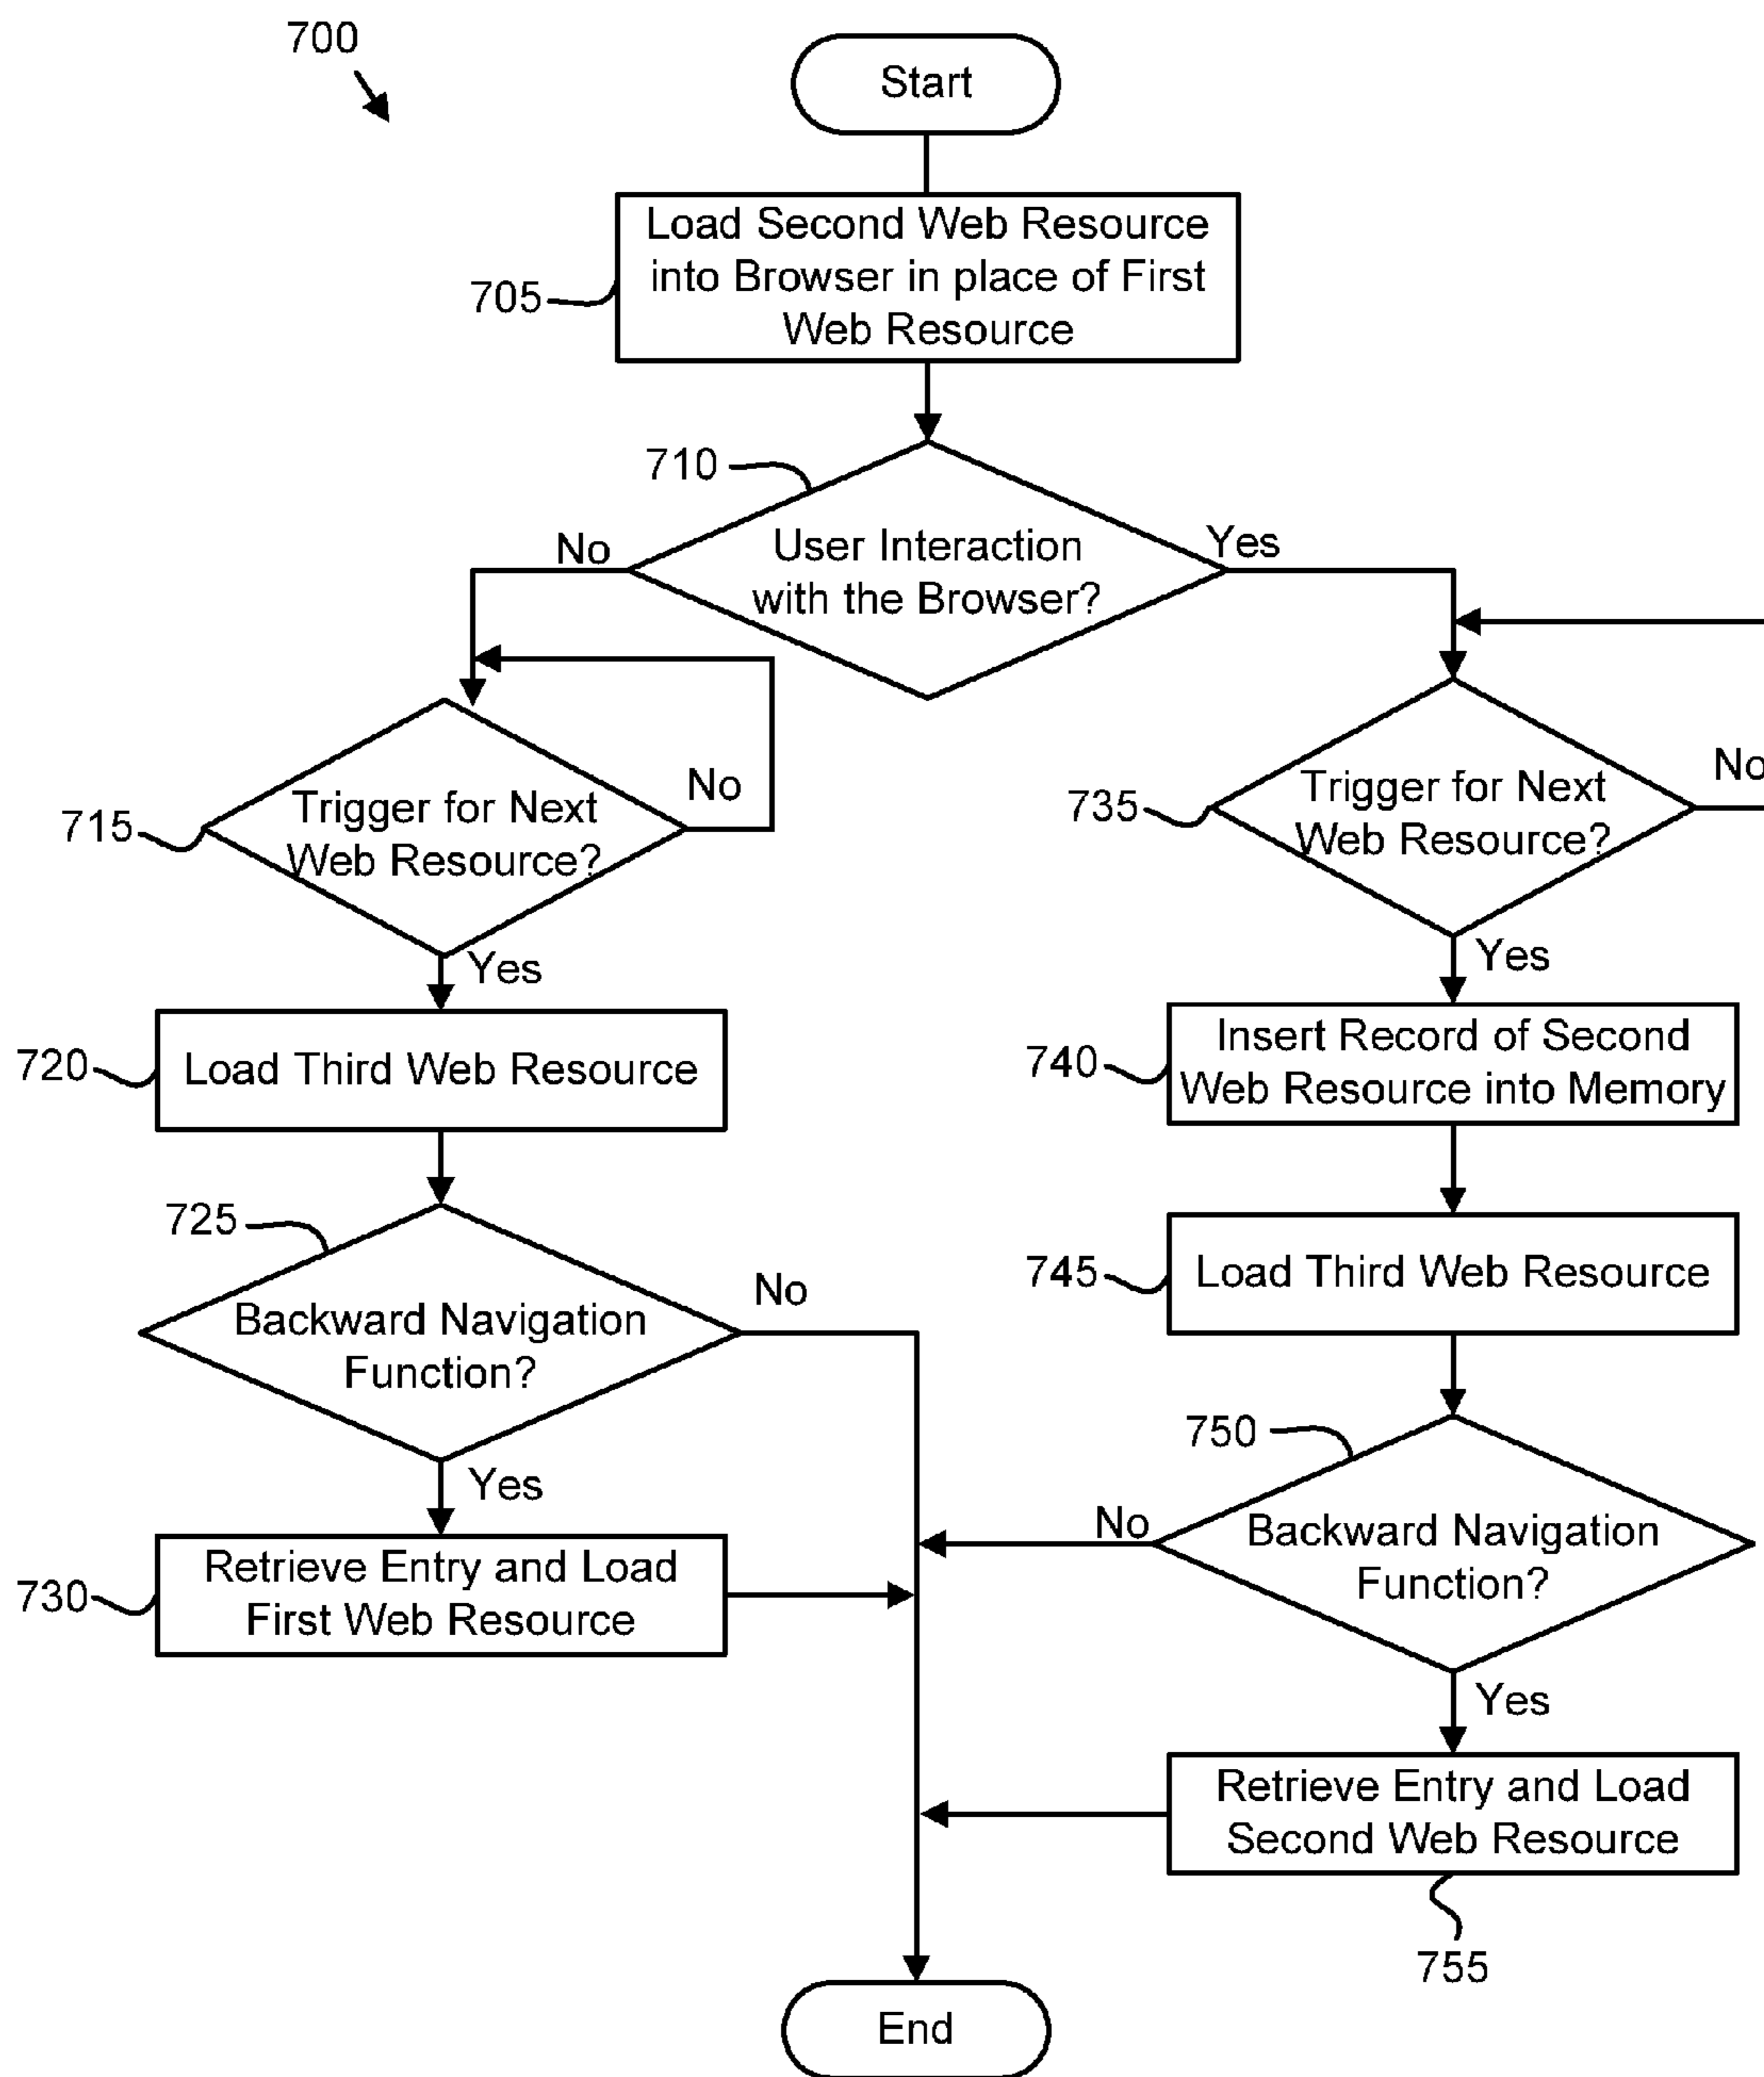 700
Start
Load Second Web Resource
into Browser in place of First
Web Resource
705
710
User Interaction
with the Browser?
No
Yes
Trigger for Next
Web Resource?
No
715
Yes
Trigger for Next
Web Resource?
No
735
Yes
720
Load Third Web Resource
Insert Record of Second
Web Resource into Memory
740
725
Backward Navigation
Function?
No
Yes
745
Load Third Web Resource
750
Backward Navigation
Function?
No
Yes
730
Retrieve Entry and Load
First Web Resource
Retrieve Entry and Load
Second Web Resource
755
End